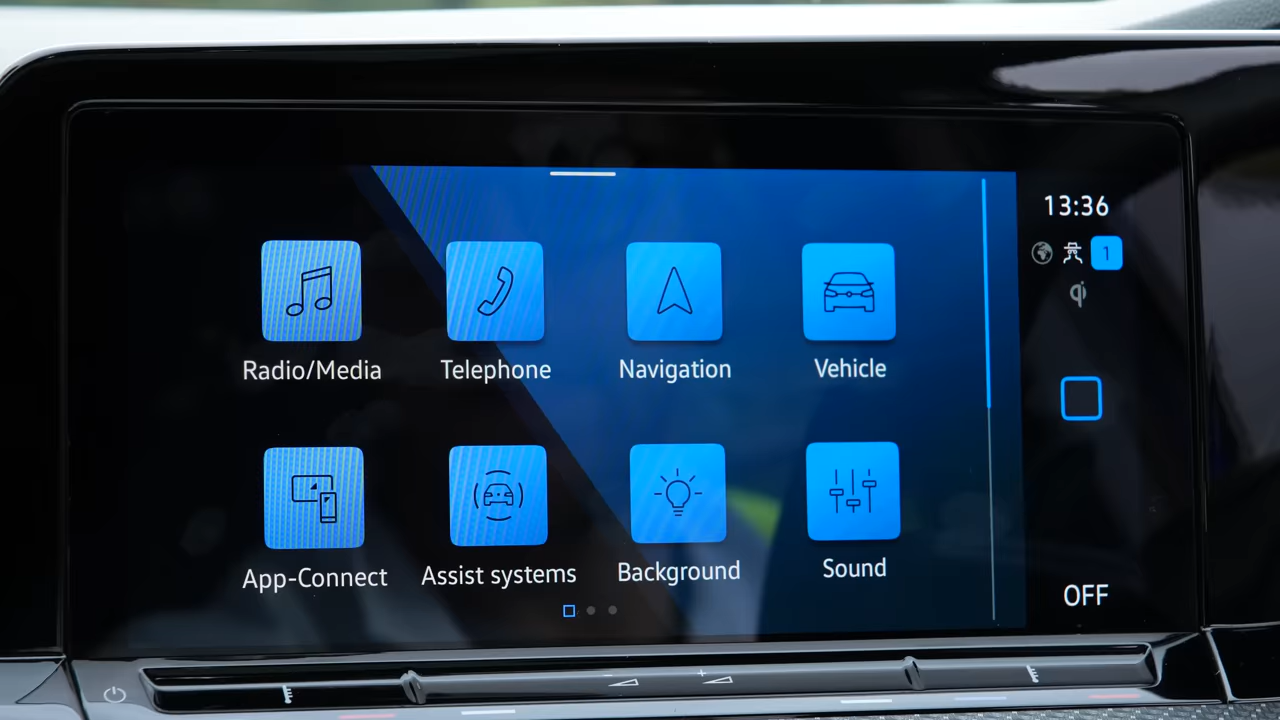 13:36
1
Radio/Media
Telephone
Navigation
Vehicle
App-Connect
Assist systems
Background
Sound
OFF
- +